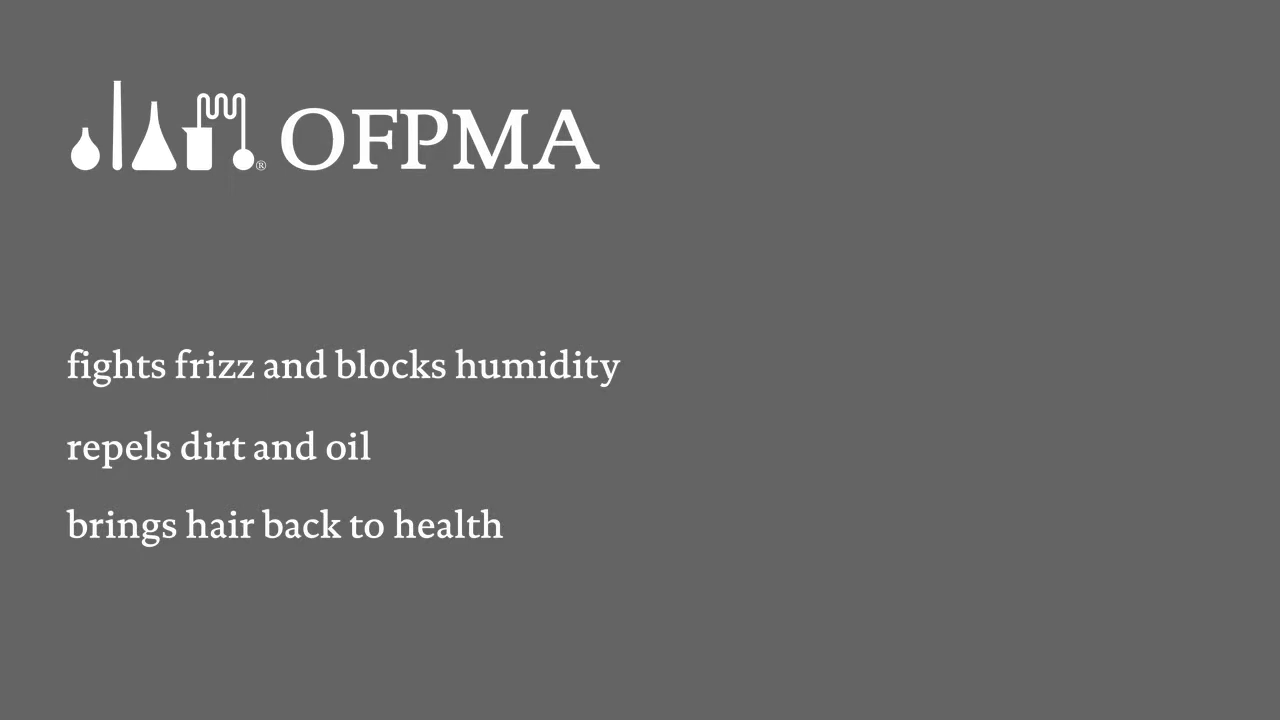 ® OFPMA
fights frizz and blocks humidity
repels dirt and oil
brings hair back to health